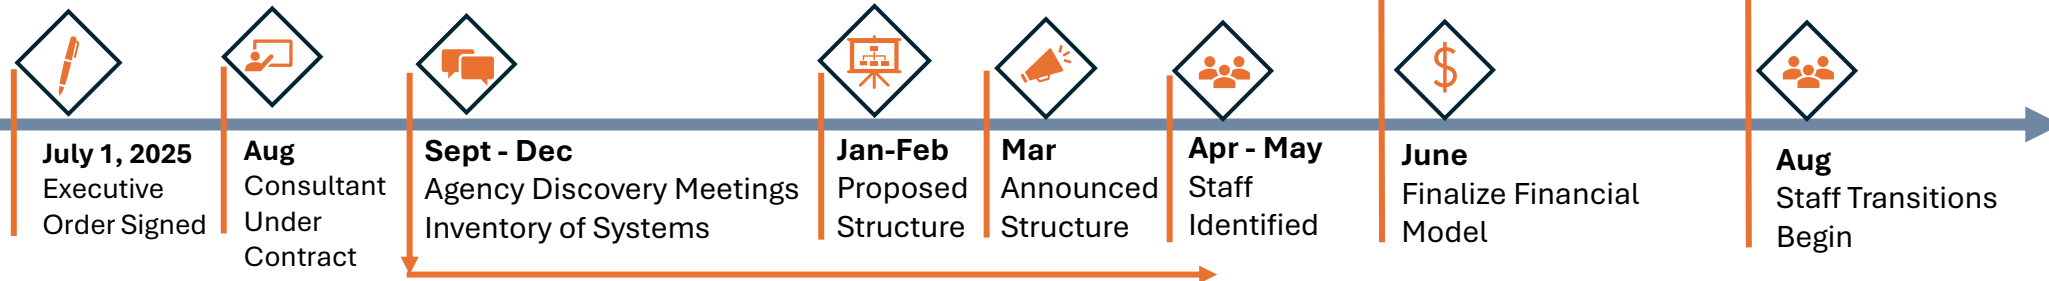 July 1, 2025
Executive
Order Signed
Aug
Consultant
Under
Contract
Sept - Dec
Agency Discovery Meetings
Inventory of Systems
Jan-Feb
Proposed
Structure
Mar
Announced
Structure
Apr - May
Staff
Identified
June
Finalize Financial
Model
Aug
Staff Transitions
Begin